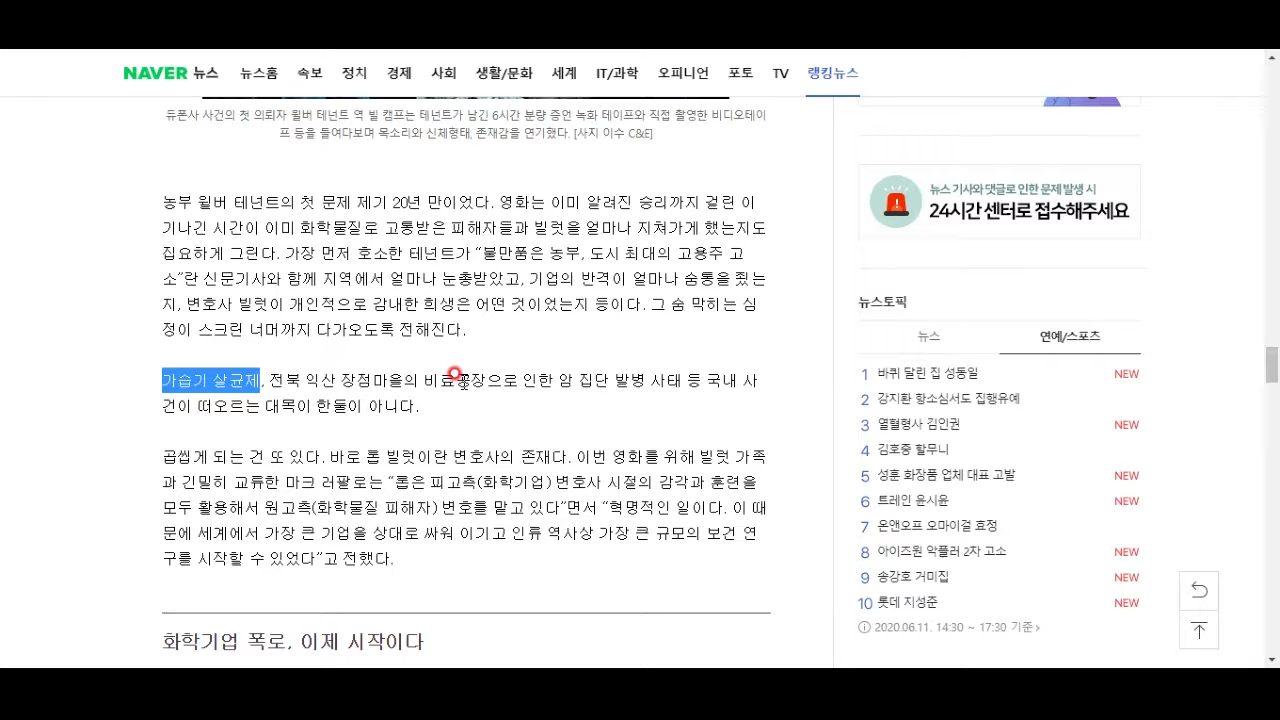 NAVER 뉴스 뉴스홈 속보 정치 경제 사회 생활/문화 세계 IT/과학 오피니언 포토 TV 랭킹뉴스
듀폰사 사건의 첫 의뢰자 윌버 테넌트 역 빌 캠프는 테넌트가 남긴 6시간 분량 증언 녹화 테이프와 직접 촬영한 비디오테이
프 등을 들여다보며 목소리와 신체형태, 존재감을 연기했다. [사지 이수 C&E]
농부 윌버 테넌트의 첫 문제 제기 20년 만이었다. 영화는 이미 알려진 승리까지 걸린 이
기나긴 시간이 이미 화학물질로 고통받은 피해자들과 빌럿을 얼마나 지쳐가게 했는지도
집요하게 그린다. 가장 먼저 호소한 테넌트가 “불만품은 농부, 도시 최대의 고용주 고
소”란 신문기사와 함께 지역에서 얼마나 눈총받았고, 기업의 반격이 얼마나 숨통을 죘는
지, 변호사 빌럿이 개인적으로 감내한 희생은 어떤 것이었는지 등이다. 그 숨 막히는 심
정이 스크린 너머까지 다가오도록 전해진다.
가습기 살균제, 전북 익산 장점마을의 비료공장으로 인한 암 집단 발병 사태 등 국내 사
건이 떠오르는 대목이 한둘이 아니다.
곱씹게 되는 건 또 있다. 바로 롭 빌럿이란 변호사의 존재다. 이번 영화를 위해 빌럿 가족
과 긴밀히 교류한 마크 러팔로는 “롭은 피고측(화학기업) 변호사 시절의 감각과 훈련을
모두 활용해서 원고측(화학물질 피해자) 변호를 맡고 있다”면서 “혁명적인 일이다. 이 때
문에 세계에서 가장 큰 기업을 상대로 싸워 이기고 인류 역사상 가장 큰 규모의 보건 연
구를 시작할 수 있었다”고 전했다.
화학기업 폭로, 이제 시작이다
뉴스 기사와 댓글로 인한 문제 발생 시
24시간 센터로 접수해주세요
뉴스토픽
뉴스 연예/스포츠
1 바퀴 달린 집 성동일 NEW
2 강지환 항소심서도 집행유예
3 열혈형사 김인권 NEW
4 김호중 할무니
5 성훈 화장품 업체 대표 고발 NEW
6 트레인 윤시윤 NEW
7 온앤오프 오마이걸 효정
8 아이즈원 악플러 2차 고소 NEW
9 송강호 거미집 NEW
10 롯데 지성준 NEW
2020.06.11. 14:30 ~ 17:30 기준